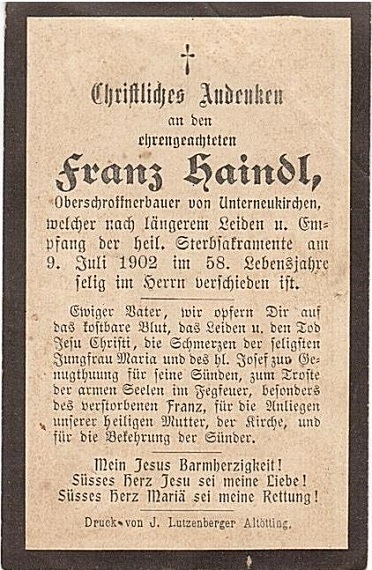 Christliches Andenken
an den
ehrengeachteten
Franz Haindl,
Oberschroffnerbauer von Unterneukirchen,
welcher nach längerem Leiden u. Em=
pfang der heil. Sterbsakramente am
9. Juli 1902 im 58. Lebensjahre
selig im Herrn verschieden ist.
Ewiger Vater, wir opfern Dir auf
das kostbare Blut, das Leiden u. den Tod
Jesu Christi, die Schmerzen der seligsten
Jungfrau Maria und des hl. Josef zur Ge=
nugthuung für seine Sünden, zum Troste
der armen Seelen im Fegfeuer, besonders
des verstorbenen Franz, für die Anliegen
unserer heiligen Mutter, der Kirche, und
für die Bekehrung der Sünder.
Mein Jesus Barmherzigkeit!
Süsses Herz Jesu sei meine Liebe!
Süsses Herz Mariä sei meine Rettung!
Druck von J. Lutzenberger Altötting.